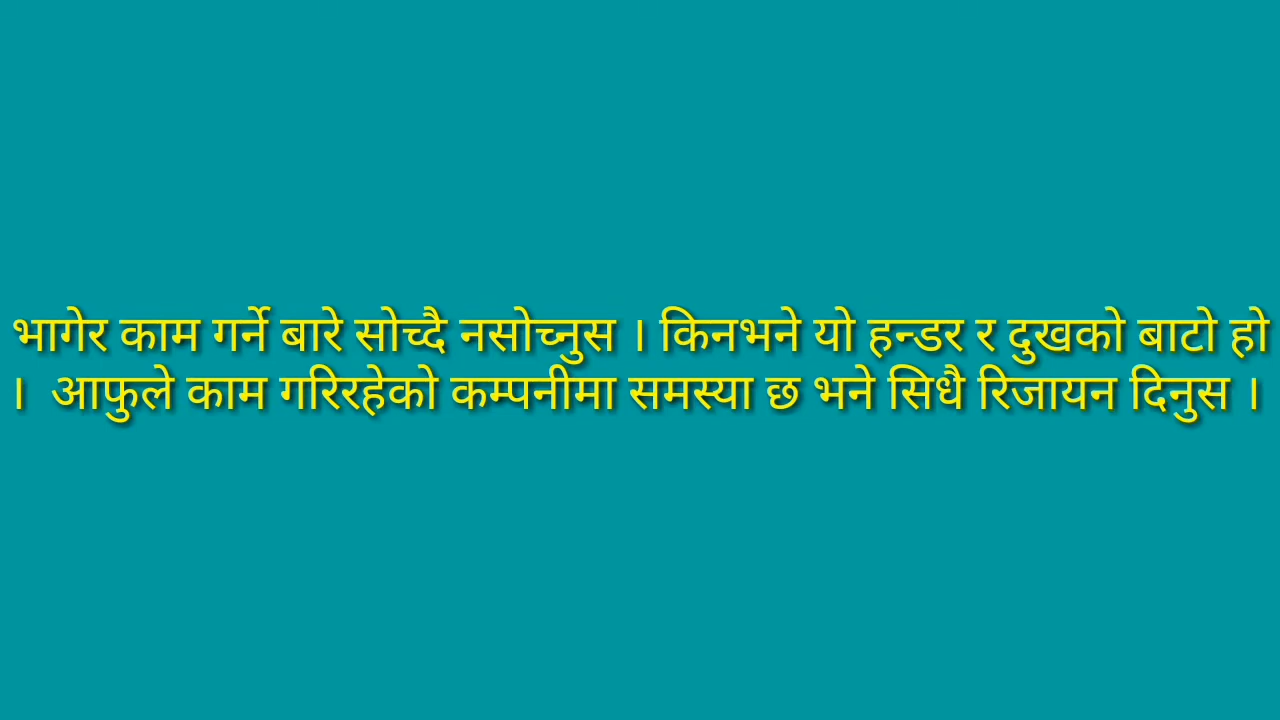 भागेर काम गर्ने बारे सोच्दै नसोच्नुस । किनभने यो हन्डर र दुखको बाटो हो
। आफुले काम गरिरहेको कम्पनीमा समस्या छ भने सिधै रिजायन दिनुस ।